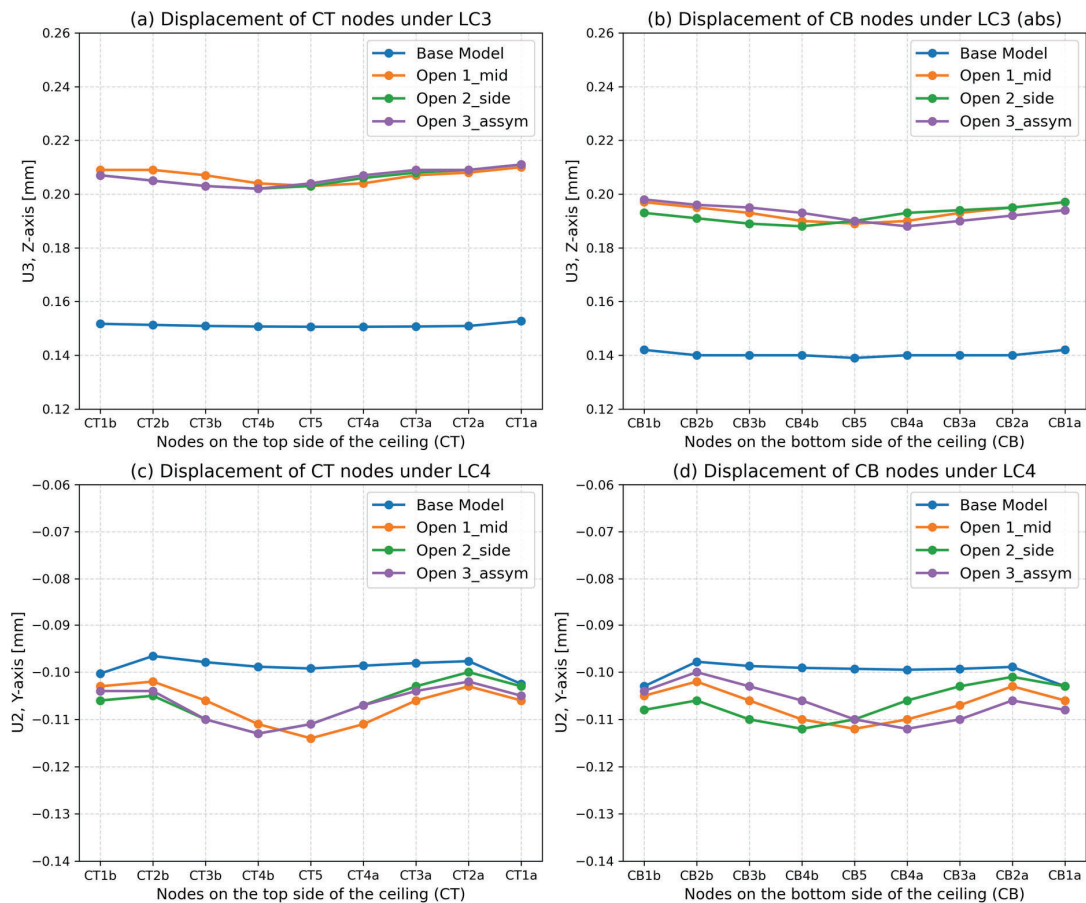 (a) Displacement of CT nodes under LC3
0.26
0.24
0.22
0.20
0.18
0.16
0.14
0.12
U3, Z-axis [mm]
Base Model
Open 1_mid
Open 2_side
Open 3_assym
CT1b CT2b CT3b CT4b CT5 CT4a CT3a CT2a CT1a
Nodes on the top side of the ceiling (CT)
(b) Displacement of CB nodes under LC3 (abs)
0.26
0.24
0.22
0.20
0.18
0.16
0.14
0.12
U3, Z-axis [mm]
Base Model
Open 1_mid
Open 2_side
Open 3_assym
CB1b CB2b CB3b CB4b CB5 CB4a CB3a CB2a CB1a
Nodes on the bottom side of the ceiling (CB)
(c) Displacement of CT nodes under LC4
−0.06
−0.07
−0.08
−0.09
−0.10
−0.11
−0.12
−0.13
−0.14
U2, Y-axis [mm]
Base Model
Open 1_mid
Open 2_side
Open 3_assym
CT1b CT2b CT3b CT4b CT5 CT4a CT3a CT2a CT1a
Nodes on the top side of the ceiling (CT)
(d) Displacement of CB nodes under LC4
−0.06
−0.07
−0.08
−0.09
−0.10
−0.11
−0.12
−0.13
−0.14
U2, Y-axis [mm]
Base Model
Open 1_mid
Open 2_side
Open 3_assym
CB1b CB2b CB3b CB4b CB5 CB4a CB3a CB2a CB1a
Nodes on the bottom side of the ceiling (CB)